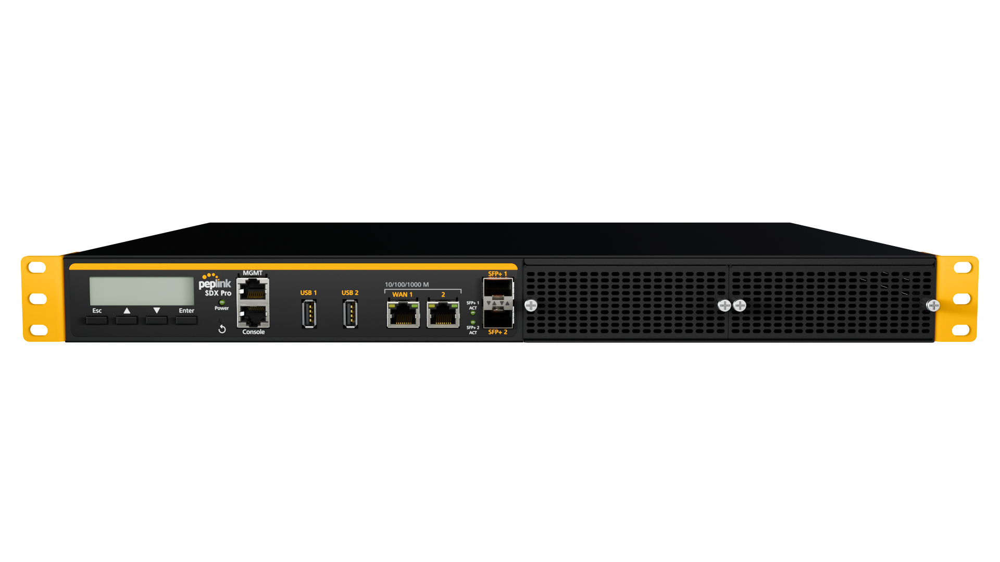 peplink
SDX Pro
Power
Esc
Enter
MGMT
Console
USB 1
USB 2
10/100/1000 M
WAN 1
2
SFP+ 1
ACT
SFP+ 2
ACT
SFP+ 1
SFP+ 2